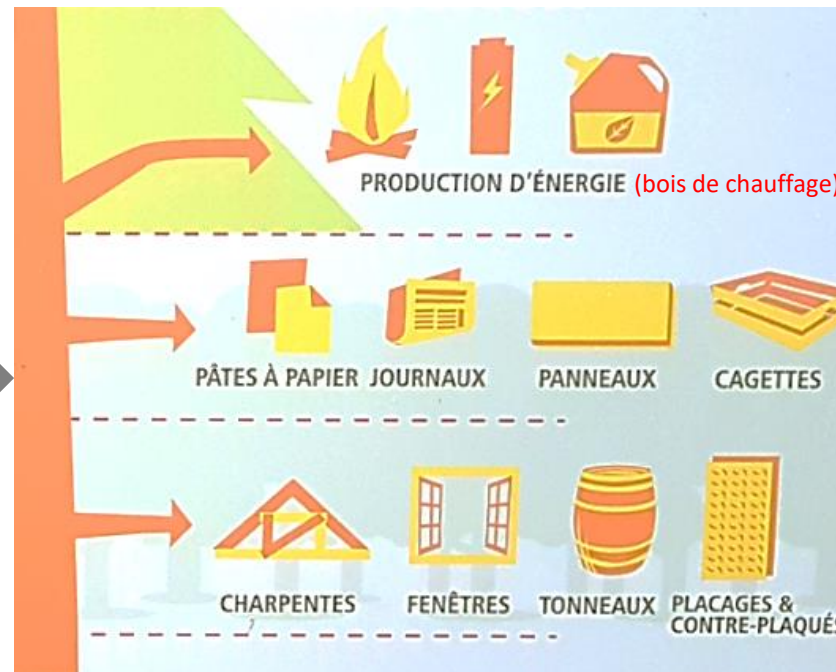 PRODUCTION D'ÉNERGIE (bois de chauffage)
PÂTES À PAPIER JOURNAUX PANNEAUX CAGETTES
CHARPENTES FENÊTRES TONNEAUX PLACAGES &
CONTRE-PLAQUÉS